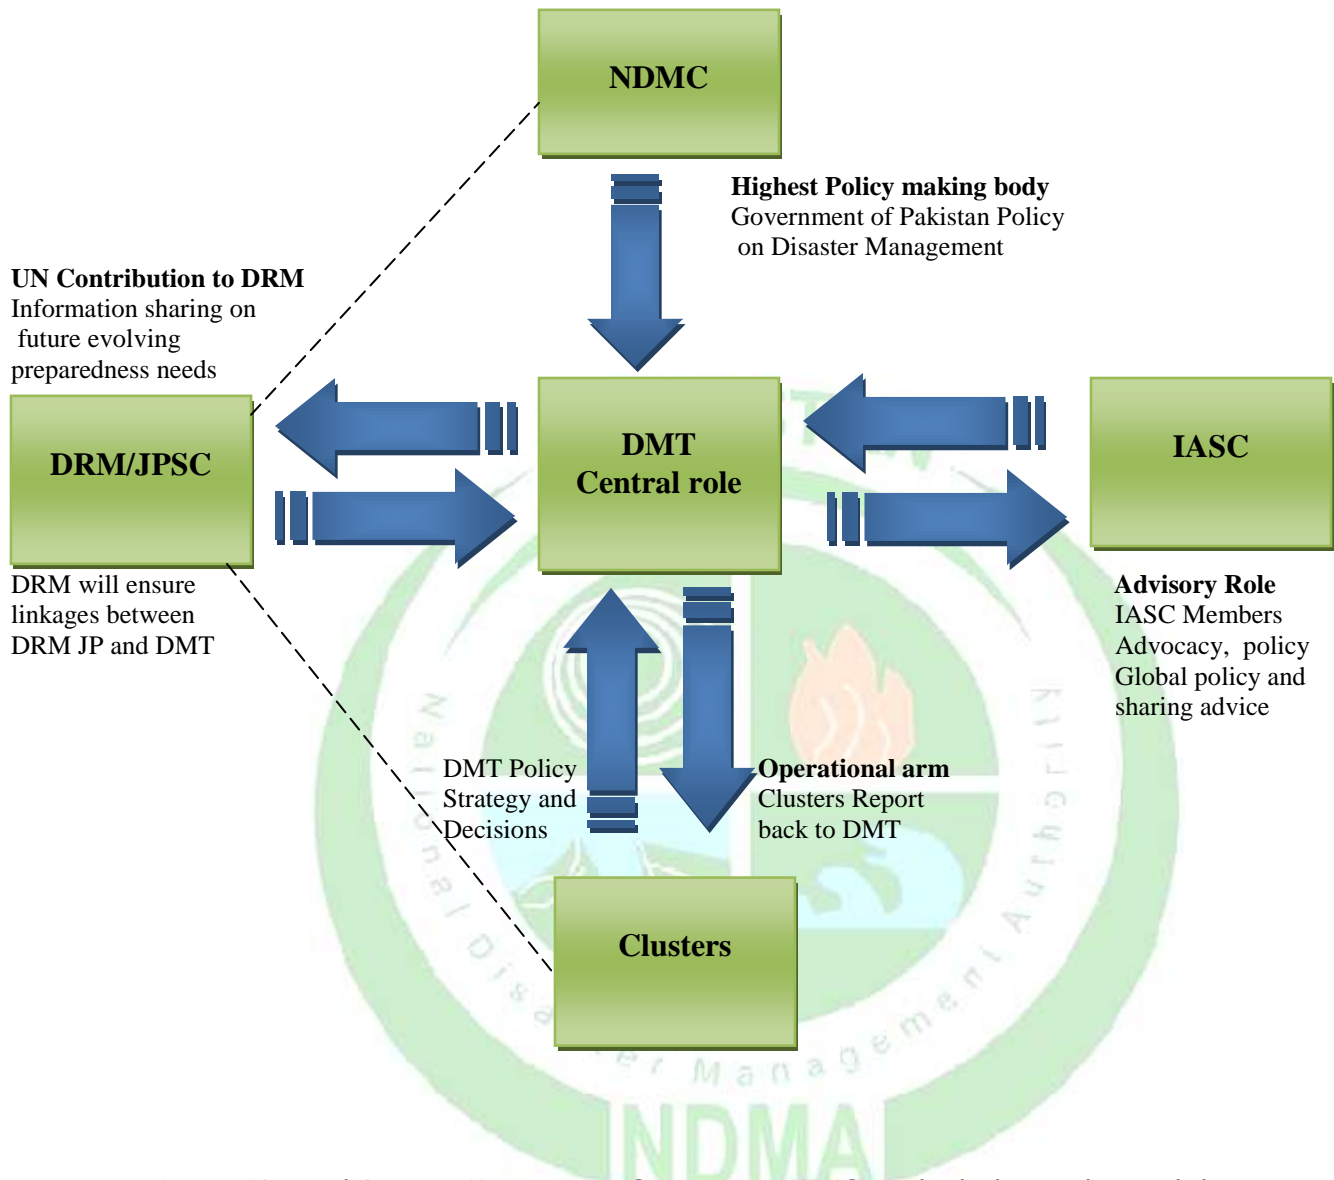 NDMC
Highest Policy making body
Government of Pakistan Policy
on Disaster Management
UN Contribution to DRM
Information sharing on
future evolving
preparedness needs
DRM/JPSC
DMT
Central role
IASC
DRM will ensure
linkages between
DRM JP and DMT
Advisory Role
IASC Members
Advocacy, policy
Global policy and
sharing advice
DMT Policy
Strategy and
Decisions
Operational arm
Clusters Report
back to DMT
Clusters
National Disaster Management Authority
NDMA